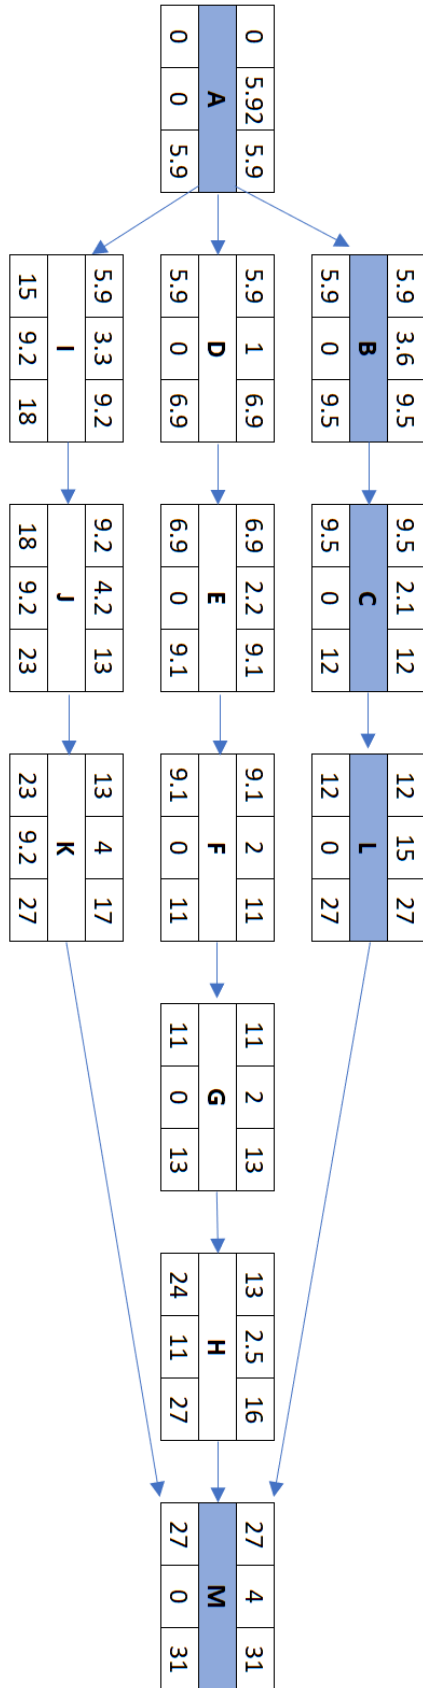 0 5.92 5.9
A
0 0 5.9
5.9 3.6 9.5
B
5.9 0 9.5
9.5 2.1 12
C
9.5 0 12
12 15 27
L
12 0 27
5.9 1 6.9
D
5.9 0 6.9
6.9 2.2 9.1
E
6.9 0 9.1
9.1 2 11
F
9.1 0 11
11 2 13
G
11 0 13
13 2.5 16
H
24 11 27
5.9 3.3 9.2
I
15 9.2 18
9.2 4.2 13
J
18 9.2 23
13 4 17
K
23 9.2 27
27 4 31
M
27 0 31